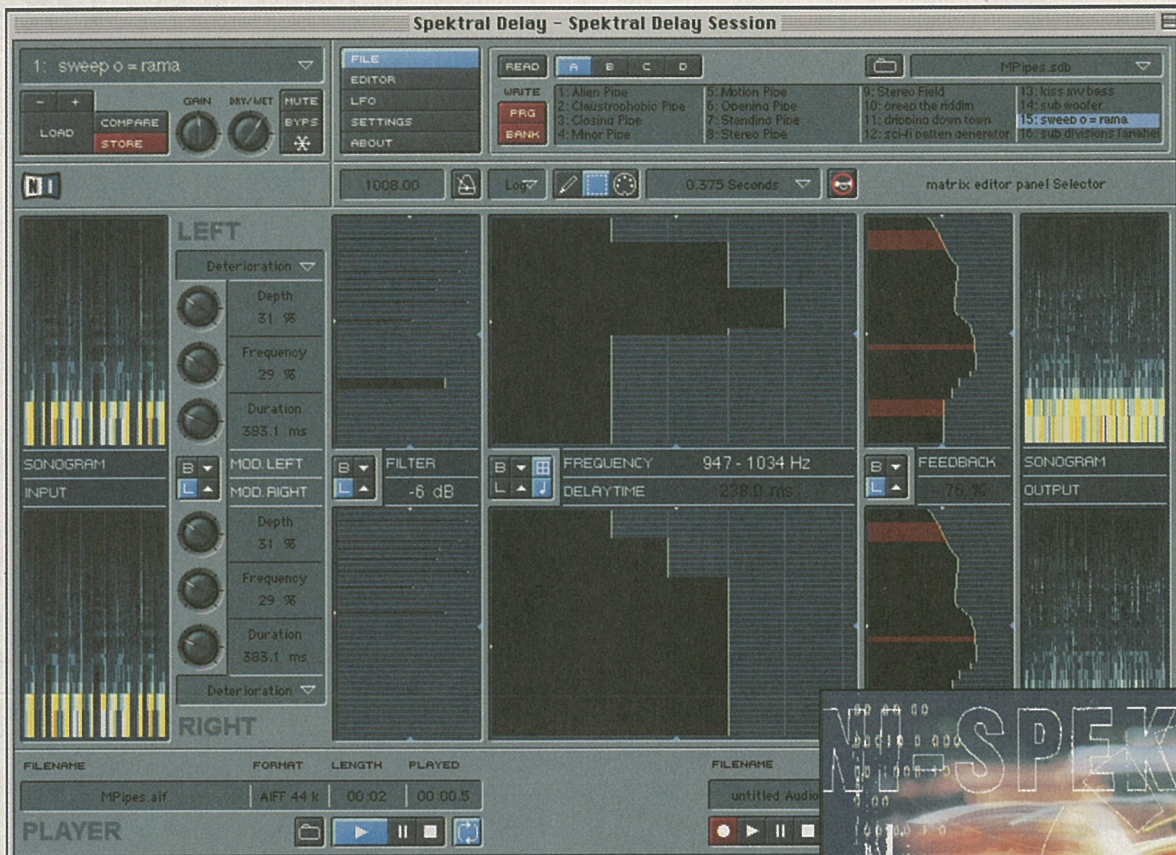 Spektral Delay - Spektral Delay Session
1: sweep o = rama
- +
LOAD
COMPARE
STORE
GAIN
DRY/WET
MUTE
BYPS
FILE
EDITOR
LFO
SETTINGS
ABOUT
READ
A B C D
WRITE
PRG
BANK
MPipes.sdb
1: Alien Pipe
2: Claustrophobic Pipe
3: Closing Pipe
4: Minor Pipe
5: Motion Pipe
6: Opening Pipe
7: Standing Pipe
8: Stereo Pipe
9: Stereo Field
10: creep the riddim
11: dripping down town
12: sci-fi patten generator
13: kiss my bass
14: sub woofer
15: sweep o = rama
16: sub divisions
NI
1008.00
Log
0.375 Seconds
matrix editor panel Selector
LEFT
Deterioration
Depth
31 %
Frequency
29 %
Duration
383.1 ms
SONOGRAM
INPUT
B
L
MOD. LEFT
MOD. RIGHT
B
L
FILTER
-6 dB
B
L
FREQUENCY 947 - 1034 Hz
DELAYTIME 238.0 ms
B
L
FEEDBACK
76 %
SONOGRAM
OUTPUT
Depth
31 %
Frequency
29 %
Duration
383.1 ms
Deterioration
RIGHT
FILENAME FORMAT LENGTH PLAYED
MPipes.aif AIFF 44 k 00:02 00:00.5
PLAYER
FILENAME
untitled Audio
NI-SPEK